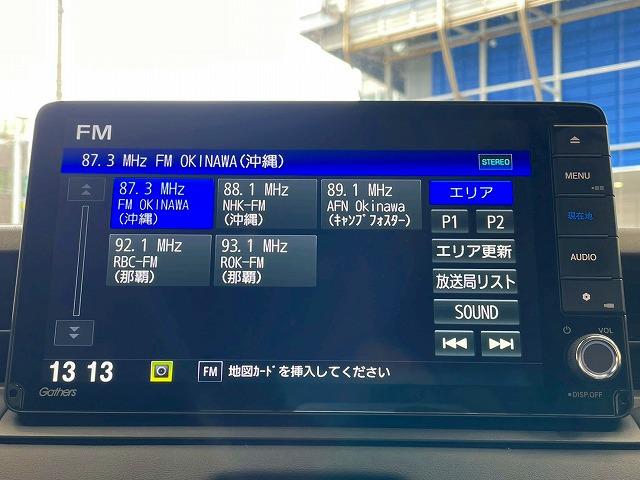 FM
87.3 MHz FM OKINAWA(沖縄)
STEREO
87.3 MHz
FM OKINAWA
(沖縄)
88.1 MHz
NHK-FM
(沖縄)
89.1 MHz
AFN Okinawa
(ｷｬﾝﾌﾟﾌｫｽﾀｰ)
92.1 MHz
RBC-FM
(那覇)
93.1 MHz
ROK-FM
(那覇)
エリア
P1 P2
エリア更新
放送局リスト
SOUND
13 13
FM 地図ｶｰﾄﾞを挿入してください
Gathers
MENU
現在地
AUDIO
VOL
DISP.OFF